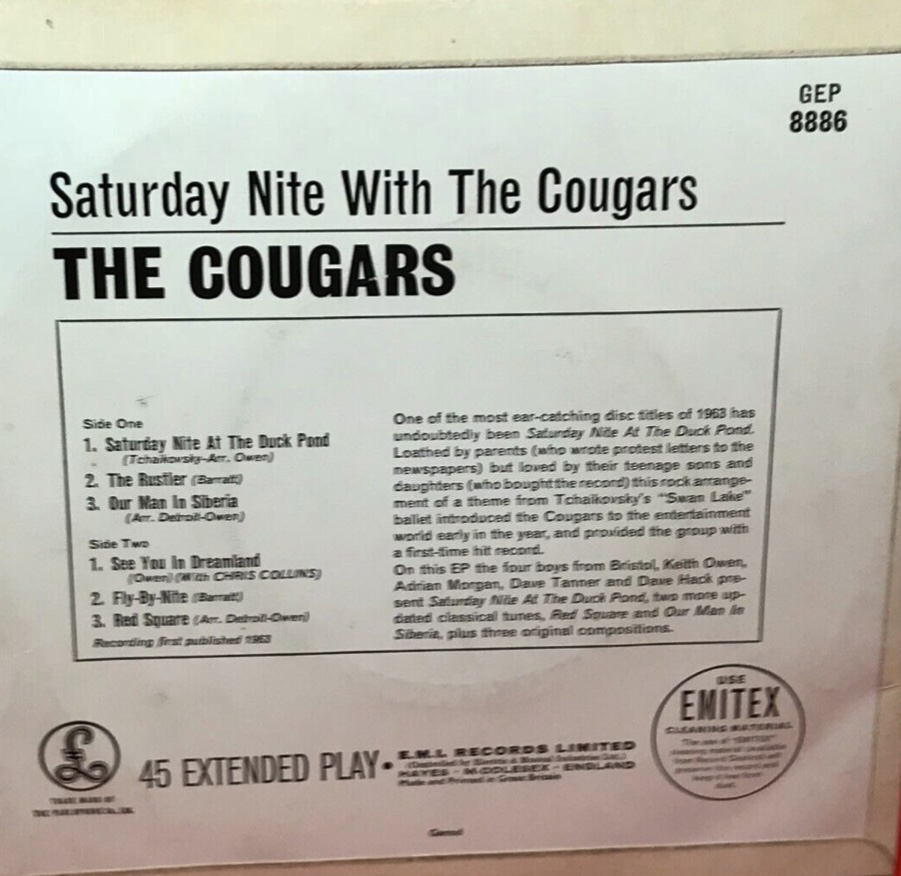 GEP
8886
Saturday Nite With The Cougars
THE COUGARS
Side One
1. Saturday Nite At The Duck Pond
(Tchaikovsky-Arr. Owen)
2. The Rustler (Barratt)
3. Our Man In Siberia
(Arr. Detroit-Owen)
Side Two
1. See You In Dreamland
(Owen) (With CHRIS COLLINS)
2. Fly-By-Nite (Barratt)
3. Red Square (Arr. Detroit-Owen)
Recording first published 1963
One of the most ear-catching disc titles of 1963 has
undoubtedly been Saturday Nite At The Duck Pond.
Loathed by parents (who wrote protest letters to the
newspapers) but loved by their teenage sons and
daughters (who bought the record) this rock arrange-
ment of a theme from Tchaikovsky's "Swan Lake"
ballet introduced the Cougars to the entertainment
world early in the year, and provided the group with
a first-time hit record.
On this EP the four boys from Bristol, Keith Owen,
Adrian Morgan, Dave Tanner and Dave Hack pre-
sent Saturday Nite At The Duck Pond, two more up-
dated classical tunes, Red Square and Our Man In
Siberia, plus three original compositions.
£
TRADE MARK OF
45 EXTENDED PLAY •
E.M.I. RECORDS LIMITED
HAYES · MIDDLESEX · ENGLAND
Made and Printed in Great Britain
USE
EMITEX
CLEANING MATERIAL